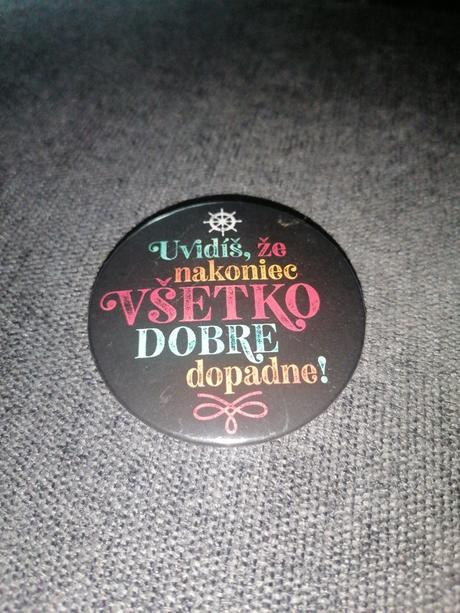 Uvidíš, že
nakoniec
VŠETKO
DOBRE
dopadne!